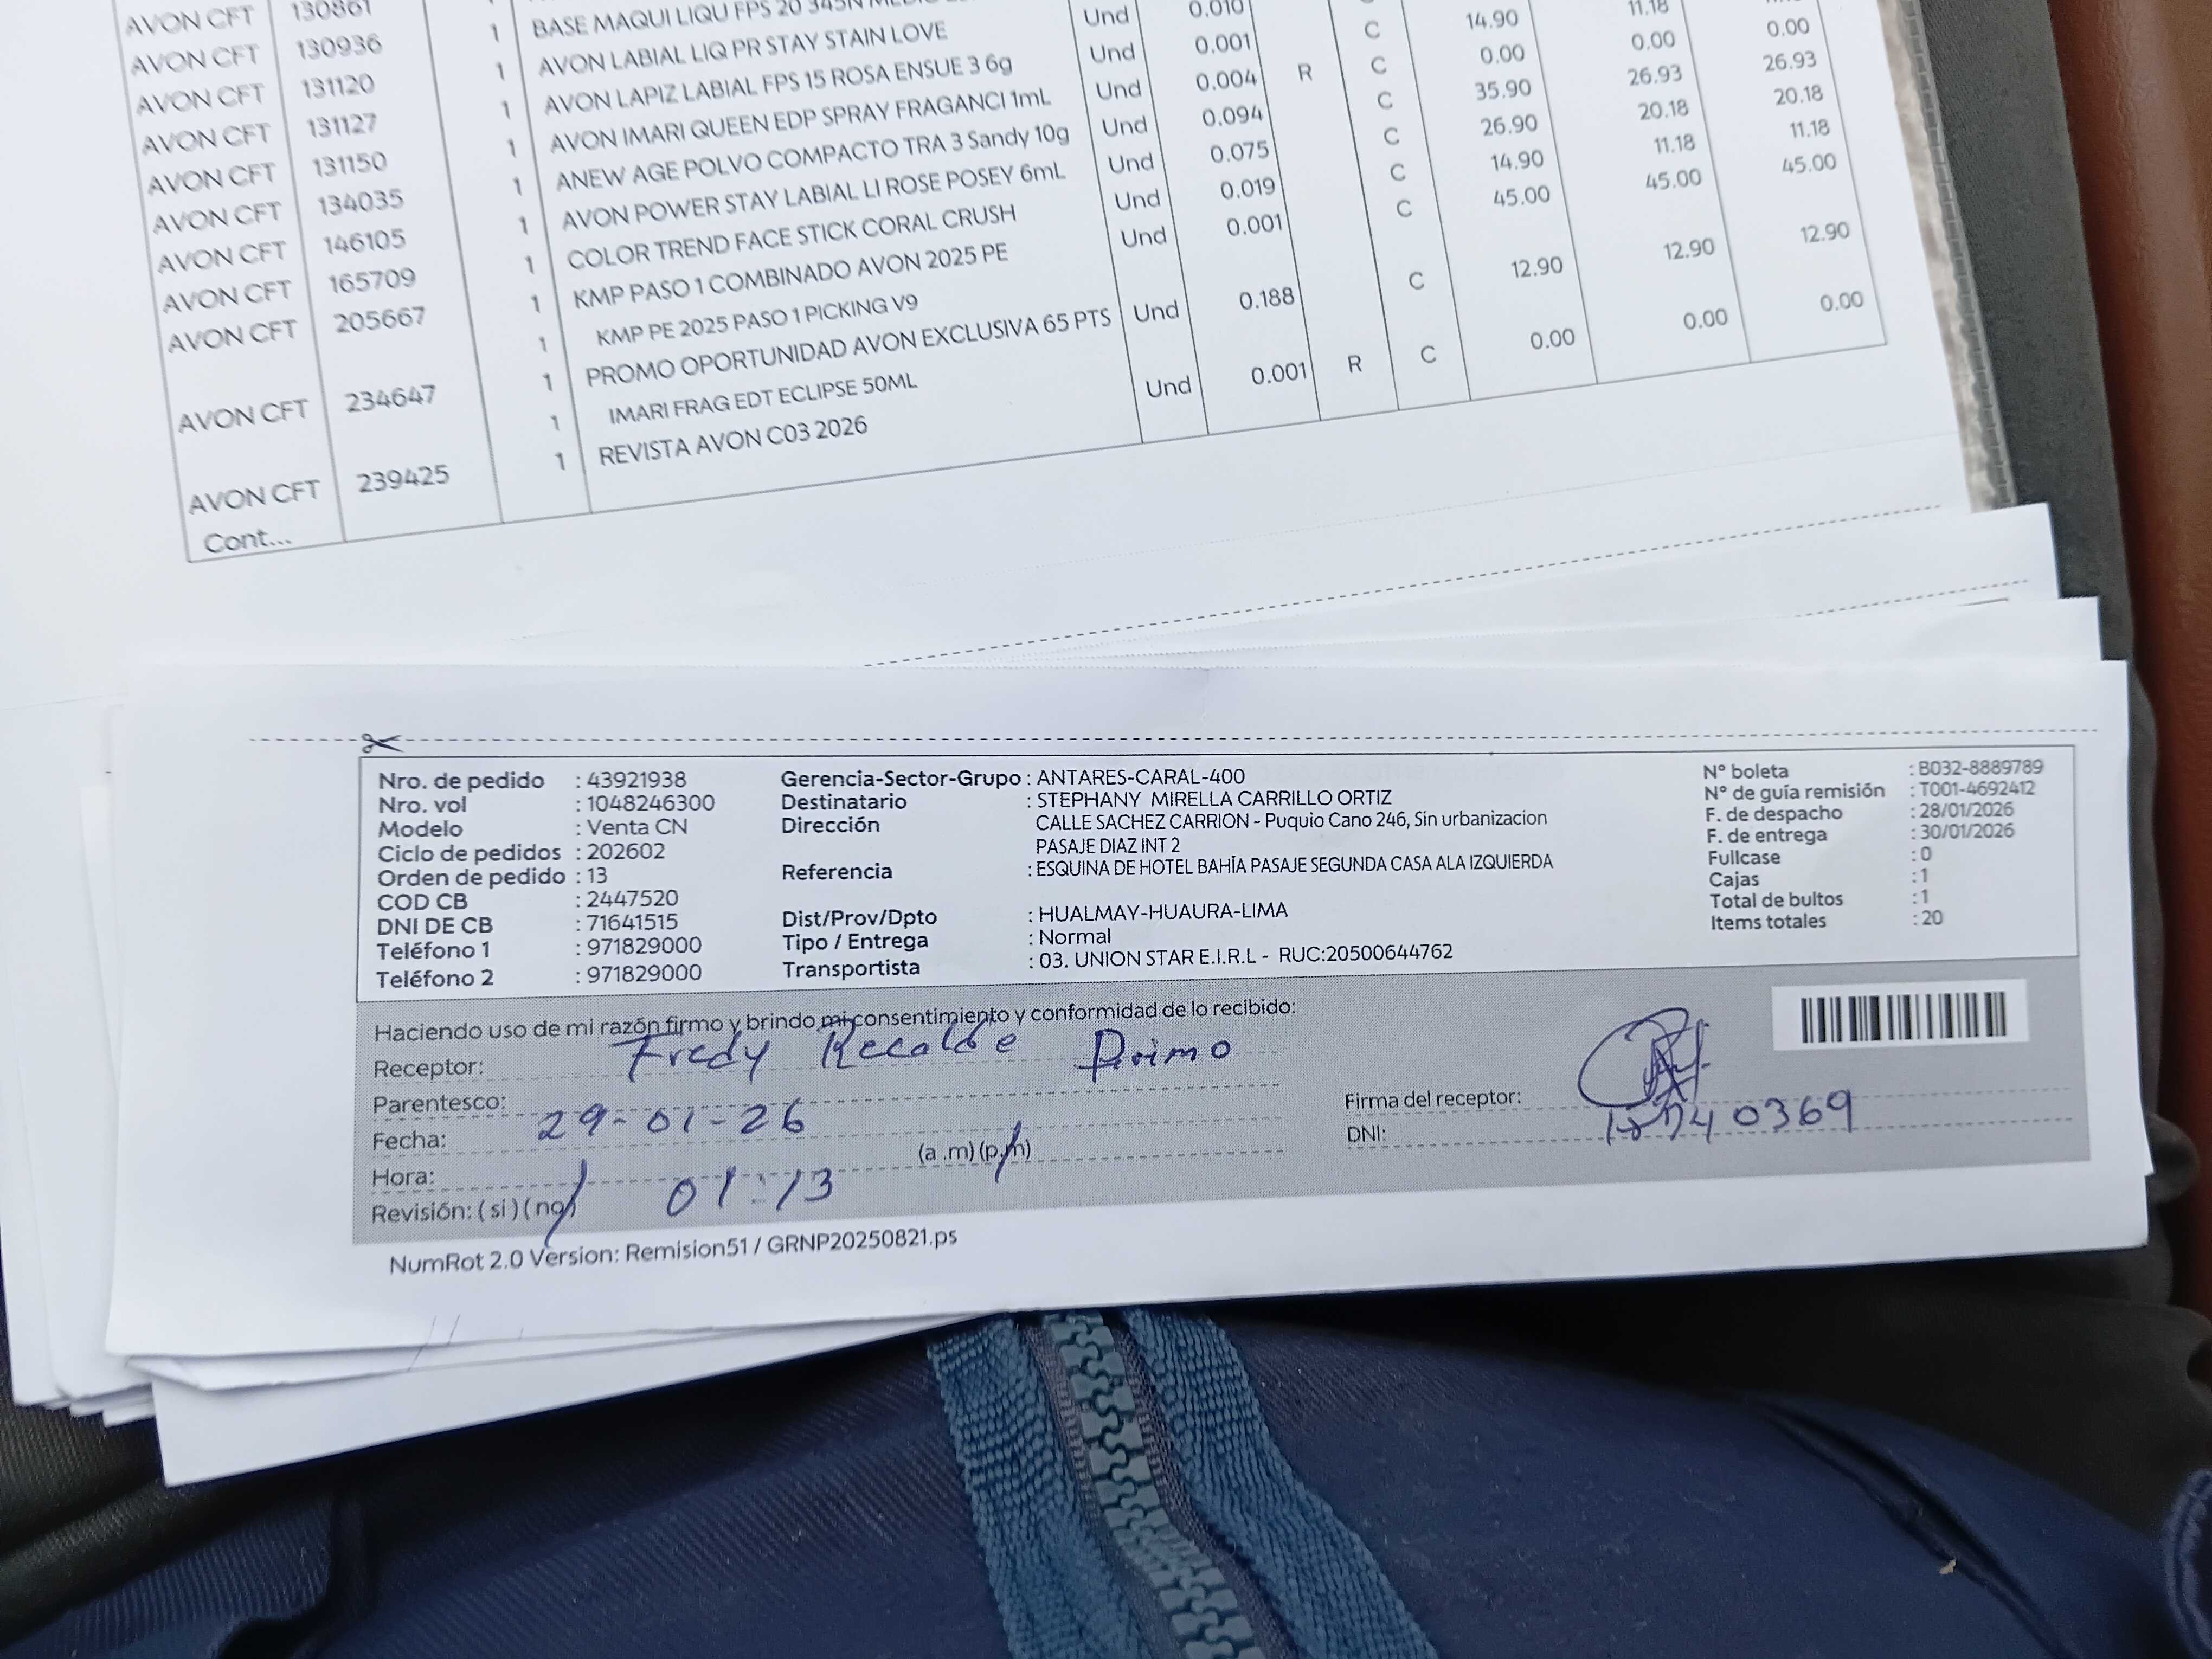 AVON CFT 130861 1 BASE MAQUI LIQU FPS 20 345N Und 0.010 C 14.90 11.18
AVON CFT 130936 1 AVON LABIAL LIQ PR STAY STAIN LOVE Und 0.001 C 0.00 0.00 0.00
AVON CFT 131120 1 AVON LAPIZ LABIAL FPS 15 ROSA ENSUE 3 6g Und 0.004 R C 35.90 26.93 26.93
AVON CFT 131127 1 AVON IMARI QUEEN EDP SPRAY FRAGANCI 1mL Und 0.094 C 26.90 20.18 20.18
AVON CFT 131150 1 ANEW AGE POLVO COMPACTO TRA 3 Sandy 10g Und 0.075 C 14.90 11.18 11.18
AVON CFT 134035 1 AVON POWER STAY LABIAL LI ROSE POSEY 6mL Und 0.019 C 45.00 45.00 45.00
AVON CFT 146105 1 COLOR TREND FACE STICK CORAL CRUSH Und 0.001
AVON CFT 165709 1 KMP PASO 1 COMBINADO AVON 2025 PE
AVON CFT 205667 1 KMP PE 2025 PASO 1 PICKING V9 Und 0.188 C 12.90 12.90 12.90
1 PROMO OPORTUNIDAD AVON EXCLUSIVA 65 PTS
AVON CFT 234647 1 IMARI FRAG EDT ECLIPSE 50ML Und 0.001 R C 0.00 0.00 0.00
1 REVISTA AVON C03 2026
AVON CFT 239425
Cont...
Nro. de pedido : 43921938 Gerencia-Sector-Grupo : ANTARES-CARAL-400 N° boleta : B032-8889789
Nro. vol : 1048246300 Destinatario : STEPHANY MIRELLA CARRILLO ORTIZ N° de guía remisión : T001-4692412
Modelo : Venta CN Dirección CALLE SACHEZ CARRION - Puquio Cano 246, Sin urbanizacion F. de despacho : 28/01/2026
Ciclo de pedidos : 202602 PASAJE DIAZ INT 2 F. de entrega : 30/01/2026
Orden de pedido : 13 Referencia : ESQUINA DE HOTEL BAHÍA PASAJE SEGUNDA CASA ALA IZQUIERDA Fullcase : 0
COD CB : 2447520 Cajas : 1
DNI DE CB : 71641515 Dist/Prov/Dpto : HUALMAY-HUAURA-LIMA Total de bultos : 1
Teléfono 1 : 971829000 Tipo / Entrega : Normal Items totales : 20
Teléfono 2 : 971829000 Transportista : 03. UNION STAR E.I.R.L - RUC:20500644762
Haciendo uso de mi razón firmo y brindo mi consentimiento y conformidad de lo recibido:
Receptor: Fredy Recalde Primo
Parentesco:
Fecha: 29-01-26 Firma del receptor:
Hora: 01:13 (a .m) (p.m) DNI: 40369
Revisión: ( si ) ( no)
NumRot 2.0 Version: Remision51 / GRNP20250821.ps